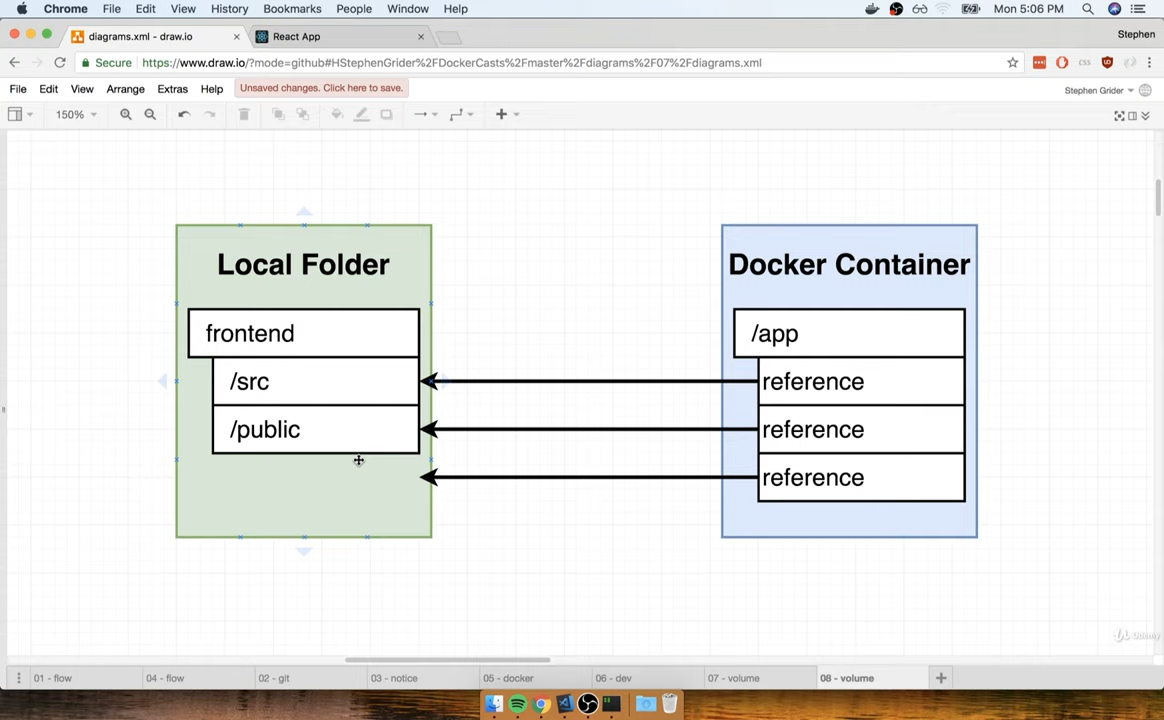 Chrome File Edit View History Bookmarks People Window Help Mon 5:06 PM
diagrams.xml - draw.io × React App × Stephen
Secure https://www.draw.io/?mode=github#HStephenGrider%2FDockerCasts%2Fmaster%2Fdiagrams%2F07%2Fdiagrams.xml
File Edit View Arrange Extras Help Unsaved changes. Click here to save. Stephen Grider
150%
Local Folder Docker Container
frontend /app
/src reference
/public reference
reference
Udemy
01 - flow 04 - flow 02 - git 03 - notice 05 - docker 06 - dev 07 - volume 08 - volume